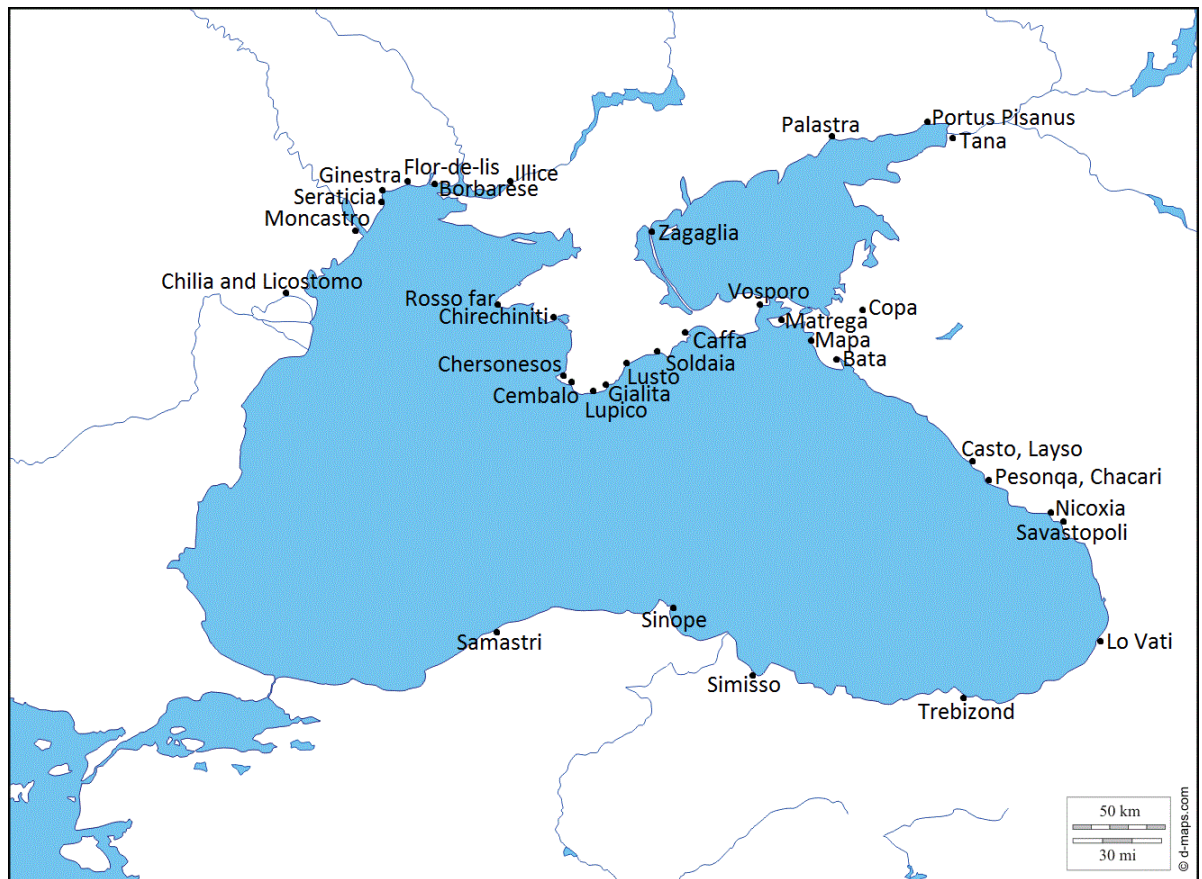 Portus Pisanus
Palastra
Tana
Flor-de-lis
Ginestra
Illice
Borbarese
Seraticia
Moncastro
Zagaglia
Chilia and Licostomo
Vosporo
Rosso far
Copa
Chirechiniti
Matrega
Caffa
Mapa
Bata
Soldaia
Chersonesos
Lusto
Cembalo
Gialita
Lupico
Casto, Layso
Pesonqa, Chacari
Nicoxia
Savastopoli
Sinope
Samastri
Lo Vati
Simisso
Trebizond
50 km
30 mi
© d-maps.com